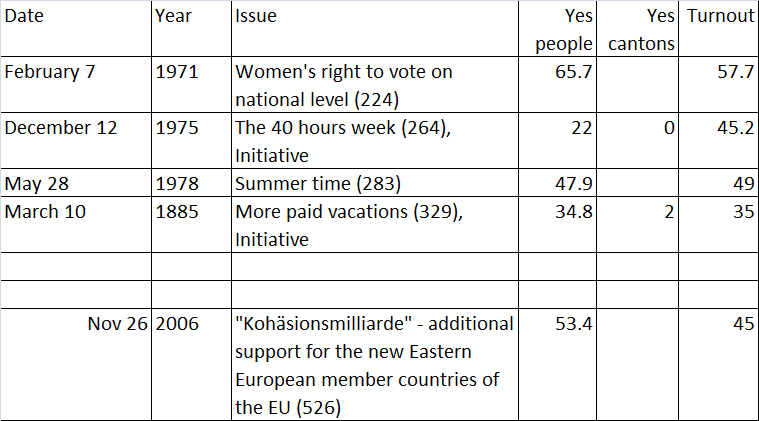 Date Year Issue Yes people Yes cantons Turnout
February 7 1971 Women's right to vote on 65.7 57.7
national level (224)
December 12 1975 The 40 hours week (264), 22 0 45.2
Initiative
May 28 1978 Summer time (283) 47.9 49
March 10 1885 More paid vacations (329), 34.8 2 35
Initiative
Nov 26 2006 "Kohäsionsmilliarde" - additional 53.4 45
support for the new Eastern
European member countries of
the EU (526)